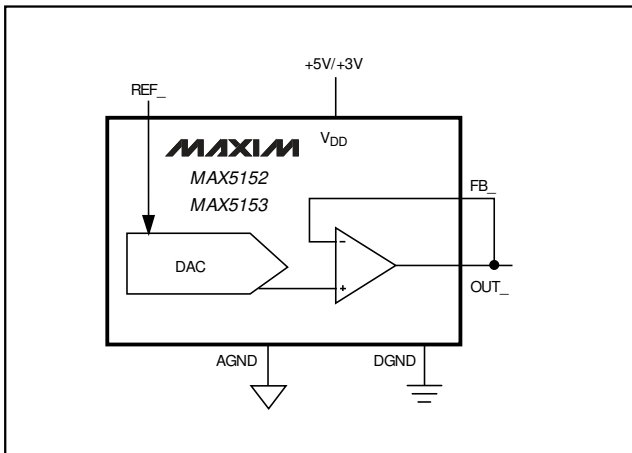 +5V/+3V
REF_
VDD
MAXIM
MAX5152
MAX5153
FB_
DAC
-
+
OUT_
AGND
DGND